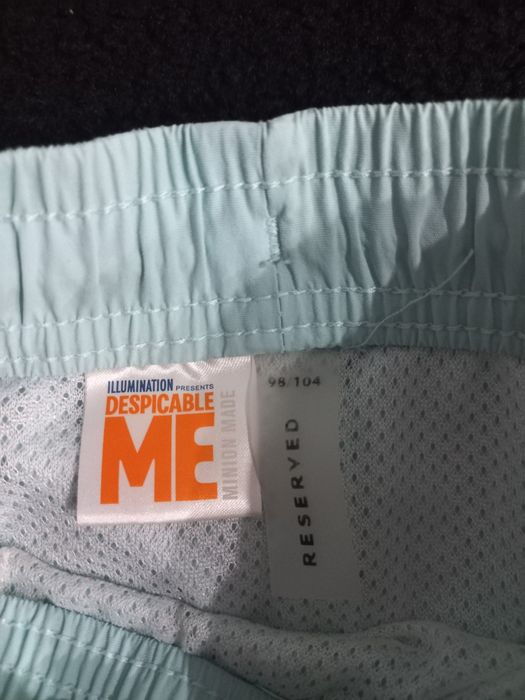 ILLUMINATION PRESENTS
DESPICABLE
ME
MINION MADE
98/104
RESERVED